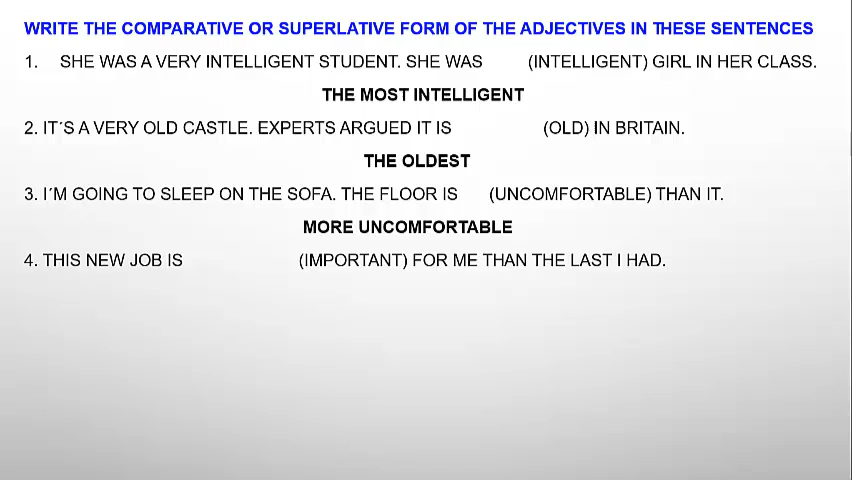 WRITE THE COMPARATIVE OR SUPERLATIVE FORM OF THE ADJECTIVES IN THESE SENTENCES
1. SHE WAS A VERY INTELLIGENT STUDENT. SHE WAS (INTELLIGENT) GIRL IN HER CLASS.
THE MOST INTELLIGENT
2. IT´S A VERY OLD CASTLE. EXPERTS ARGUED IT IS (OLD) IN BRITAIN.
THE OLDEST
3. I´M GOING TO SLEEP ON THE SOFA. THE FLOOR IS (UNCOMFORTABLE) THAN IT.
MORE UNCOMFORTABLE
4. THIS NEW JOB IS (IMPORTANT) FOR ME THAN THE LAST I HAD.